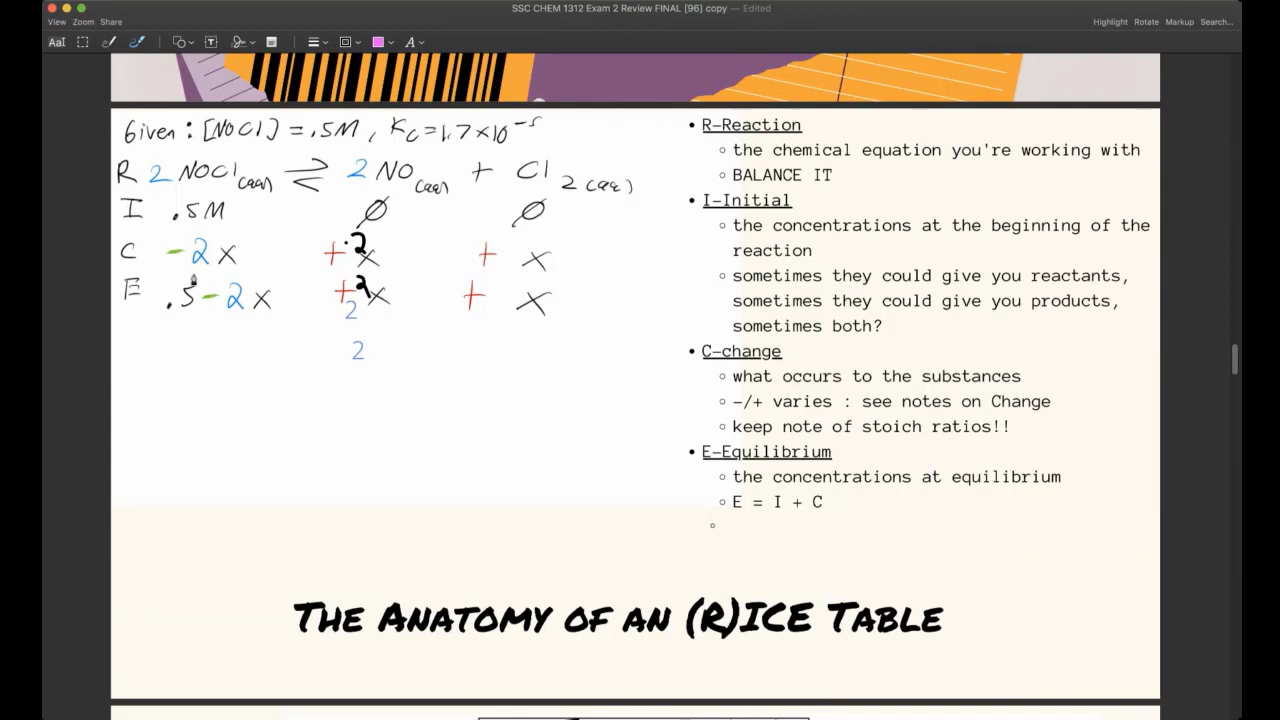 SSC CHEM 1312 Exam 2 Review FINAL [96] copy — Edited
View Zoom Share
Highlight Rotate Markup Search...
AaI
T
A
Given : [NOCl] = .5M , Kc = 1.7×10⁻⁵
R 2 NOCl(aq) ⇌ 2 NO(aq) + Cl2(aq)
I .5M ∅ ∅
C -2x +2x + x
E .5-2x +2x + x
2
2
• R-Reaction
◦ the chemical equation you're working with
◦ BALANCE IT
• I-Initial
◦ the concentrations at the beginning of the
reaction
◦ sometimes they could give you reactants,
sometimes they could give you products,
sometimes both?
• C-change
◦ what occurs to the substances
◦ -/+ varies : see notes on Change
◦ keep note of stoich ratios!!
• E-Equilibrium
◦ the concentrations at equilibrium
◦ E = I + C
◦
THE ANATOMY OF AN (R)ICE TABLE